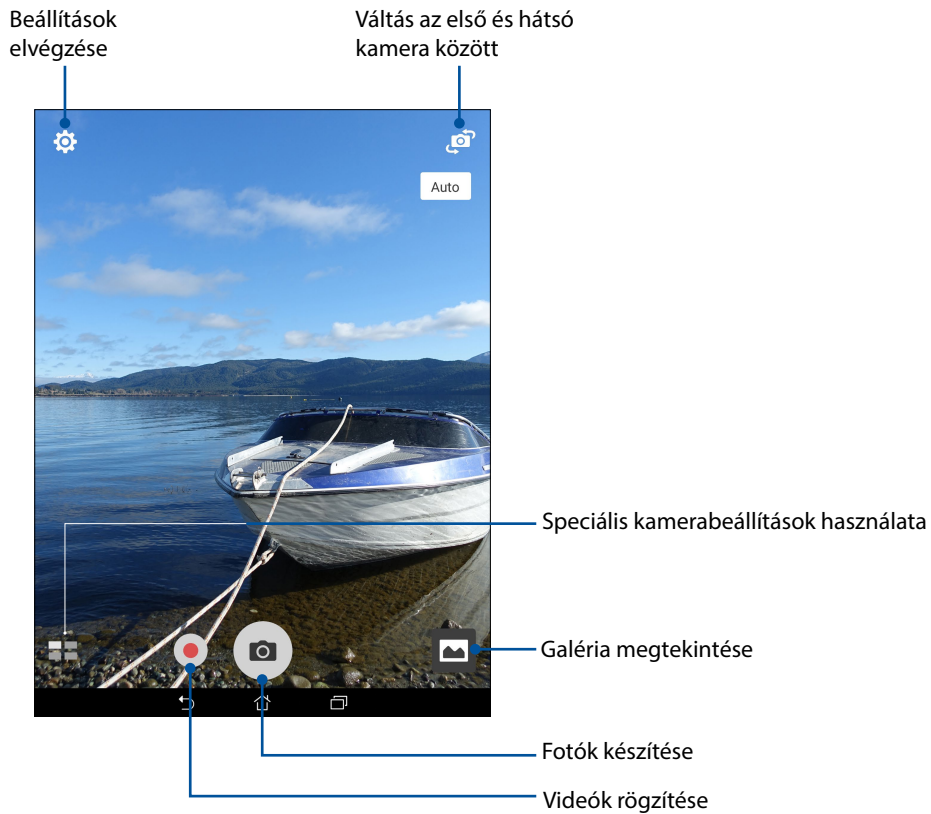 Beállítások
elvégzése
Váltás az első és hátsó
kamera között
Auto
Speciális kamerabeállítások használata
Galéria megtekintése
Fotók készítése
Videók rögzítése